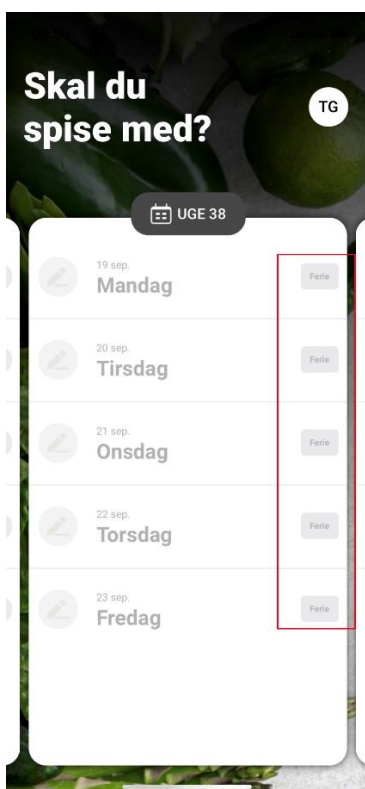 Skal du
spise med?
TG
UGE 38
19 sep.
Mandag
Ferie
20 sep.
Tirsdag
Ferie
21 sep.
Onsdag
Ferie
22 sep.
Torsdag
Ferie
23 sep.
Fredag
Ferie